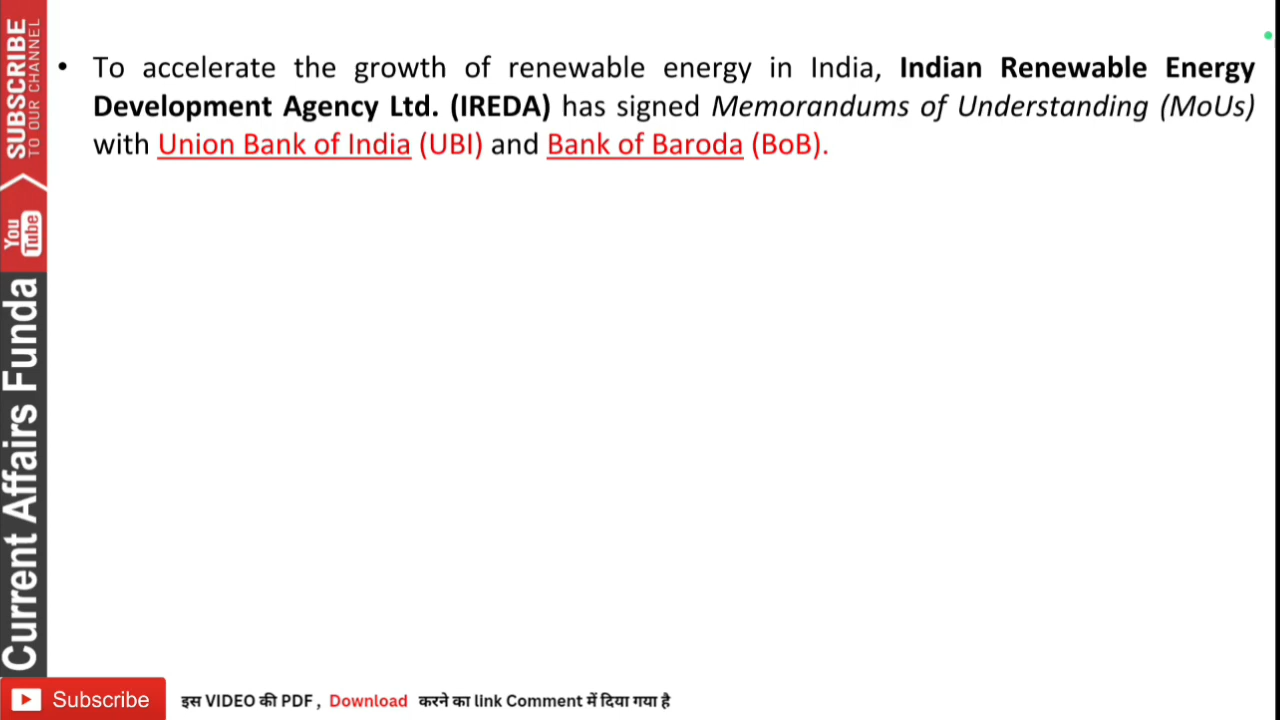 • To accelerate the growth of renewable energy in India, Indian Renewable Energy
Development Agency Ltd. (IREDA) has signed Memorandums of Understanding (MoUs)
with Union Bank of India (UBI) and Bank of Baroda (BoB).
SUBSCRIBE
TO OUR CHANNEL
You
Tube
Current Affairs Funda
Subscribe
इस VIDEO की PDF , Download करने का link Comment में दिया गया है